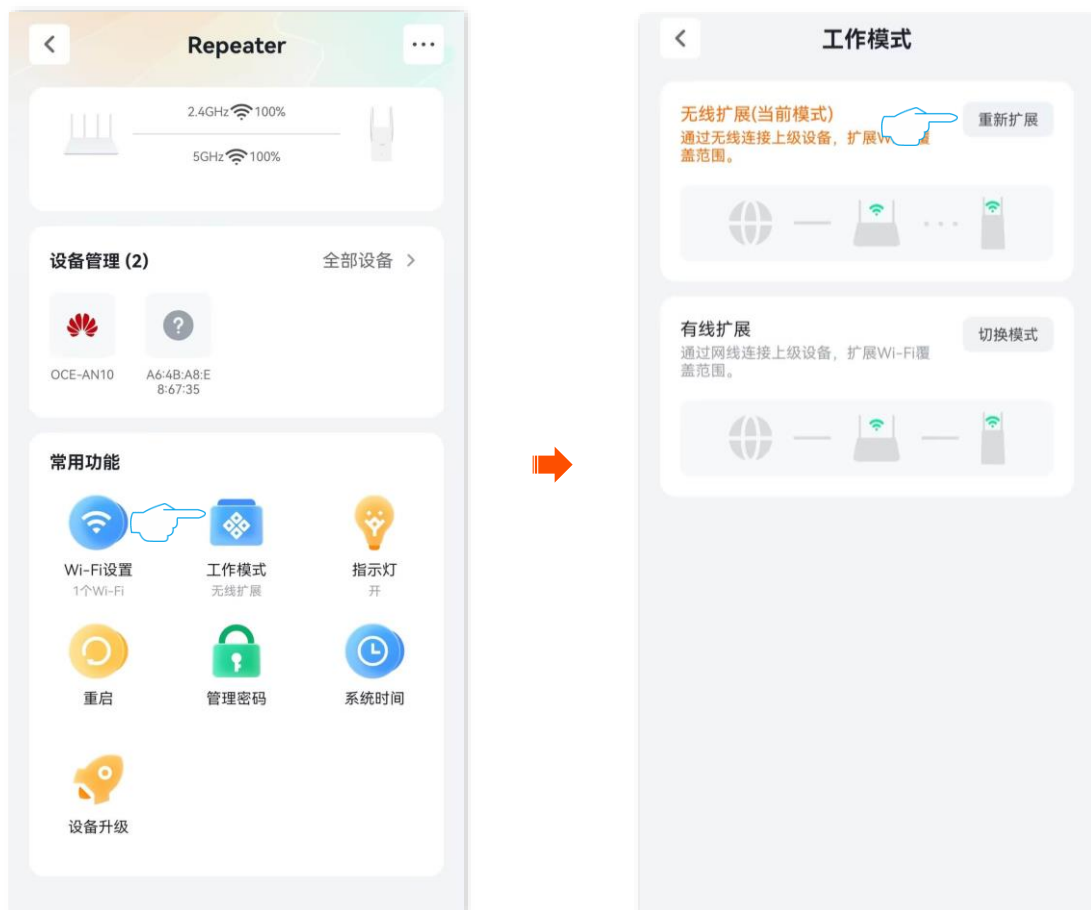 Repeater
2.4GHz 100%
5GHz 100%
设备管理 (2)
全部设备
OCE-AN10
A6:4B:A8:E
8:67:35
常用功能
Wi-Fi设置
1个Wi-Fi
工作模式
无线扩展
指示灯
开
重启
管理密码
系统时间
设备升级
工作模式
无线扩展(当前模式)
重新扩展
通过无线连接上级设备，扩展
盖范围。
有线扩展
切换模式
通过网线连接上级设备，扩展Wi-Fi覆
盖范围。